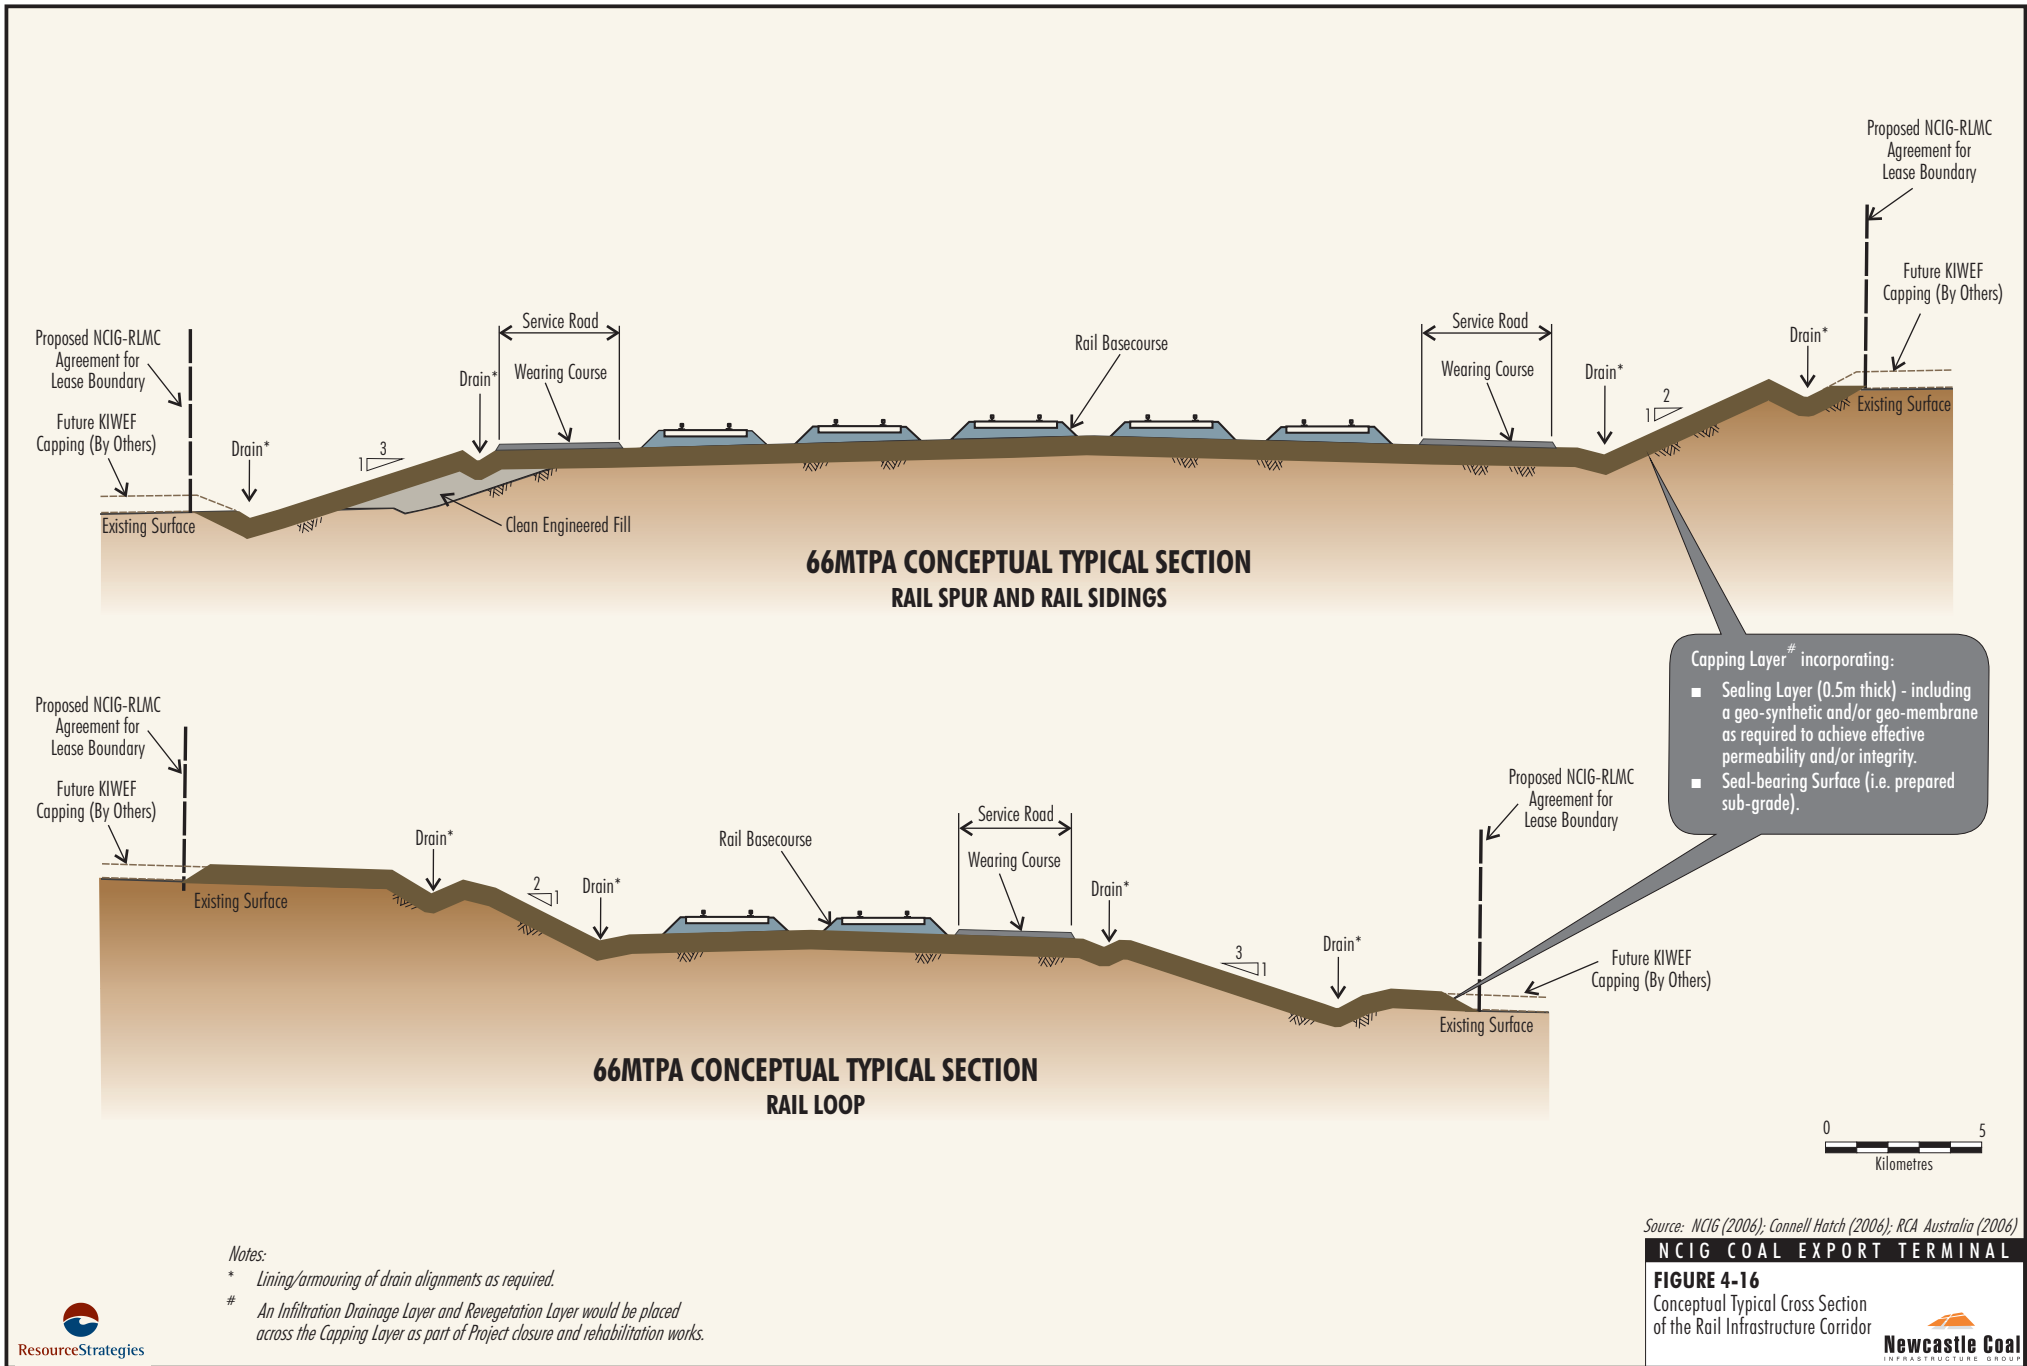 Proposed NCIG-RLMC
Agreement for
Lease Boundary
Future KIWEF
Capping (By Others)
Proposed NCIG-RLMC
Agreement for
Lease Boundary
Future KIWEF
Capping (By Others)
Existing Surface
Drain*
1
3
Drain*
Service Road
Wearing Course
Clean Engineered Fill
Rail Basecourse
Service Road
Wearing Course
Drain*
1
2
Drain*
Existing Surface
66MTPA CONCEPTUAL TYPICAL SECTION
RAIL SPUR AND RAIL SIDINGS
Capping Layer# incorporating:
■ Sealing Layer (0.5m thick) - including
a geo-synthetic and/or geo-membrane
as required to achieve effective
permeability and/or integrity.
■ Seal-bearing Surface (i.e. prepared
sub-grade).
Proposed NCIG-RLMC
Agreement for
Lease Boundary
Future KIWEF
Capping (By Others)
Existing Surface
Drain*
2
1
Drain*
Rail Basecourse
Service Road
Wearing Course
Drain*
3
1
Drain*
Proposed NCIG-RLMC
Agreement for
Lease Boundary
Future KIWEF
Capping (By Others)
Existing Surface
66MTPA CONCEPTUAL TYPICAL SECTION
RAIL LOOP
0 5
Kilometres
Source: NCIG (2006); Connell Hatch (2006); RCA Australia (2006)
Notes:
* Lining/armouring of drain alignments as required.
# An Infiltration Drainage Layer and Revegetation Layer would be placed
across the Capping Layer as part of Project closure and rehabilitation works.
ResourceStrategies
NCIG COAL EXPORT TERMINAL
FIGURE 4-16
Conceptual Typical Cross Section
of the Rail Infrastructure Corridor
Newcastle Coal
INFRASTRUCTURE GROUP